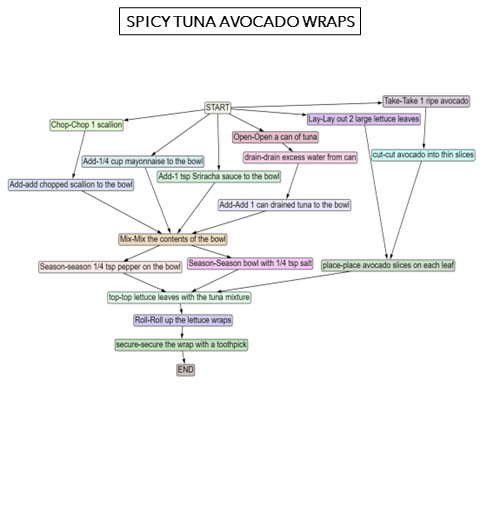 SPICY TUNA AVOCADO WRAPS
START
Take-Take 1 ripe avocado
Chop-Chop 1 scallion
Lay-Lay out 2 large lettuce leaves
Open-Open a can of tuna
Add-1/4 cup mayonnaise to the bowl
drain-drain excess water from can
cut-cut avocado into thin slices
Add-add chopped scallion to the bowl
Add-1 tsp Sriracha sauce to the bowl
Add-Add 1 can drained tuna to the bowl
Mix-Mix the contents of the bowl
Season-season 1/4 tsp pepper on the bowl
Season-Season bowl with 1/4 tsp salt
place-place avocado slices on each leaf
top-top lettuce leaves with the tuna mixture
Roll-Roll up the lettuce wraps
secure-secure the wrap with a toothpick
END